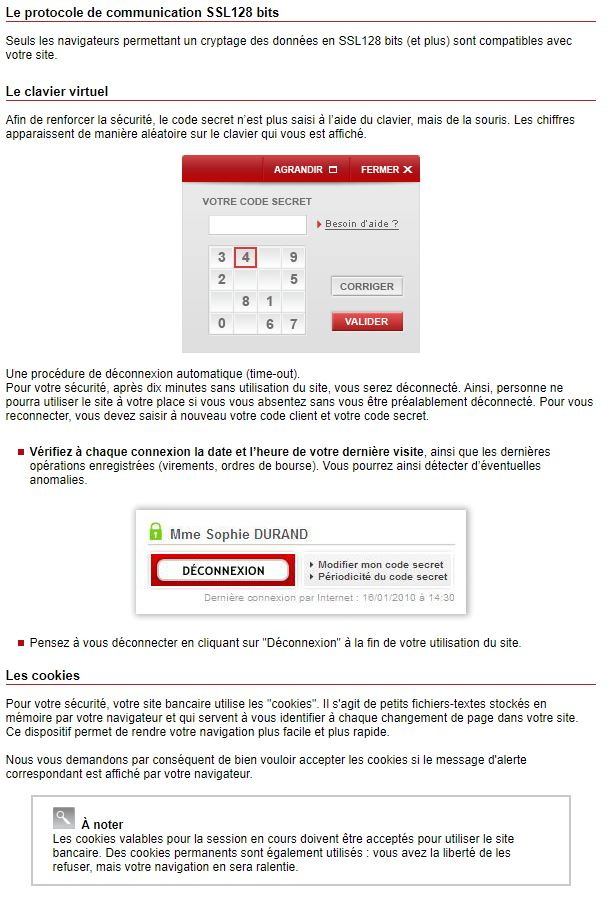 Le protocole de communication SSL128 bits
Seuls les navigateurs permettant un cryptage des données en SSL128 bits (et plus) sont compatibles avec
votre site.
Le clavier virtuel
Afin de renforcer la sécurité, le code secret n'est plus saisi à l'aide du clavier, mais de la souris. Les chiffres
apparaissent de manière aléatoire sur le clavier qui vous est affiché.
AGRANDIR FERMER
VOTRE CODE SECRET
Besoin d'aide ?
3 4 9
2 5
CORRIGER
8 1
0 6 7
VALIDER
Une procédure de déconnexion automatique (time-out).
Pour votre sécurité, après dix minutes sans utilisation du site, vous serez déconnecté. Ainsi, personne ne
pourra utiliser le site à votre place si vous vous absentez sans vous être préalablement déconnecté. Pour vous
reconnecter, vous devez saisir à nouveau votre code client et votre code secret.
Vérifiez à chaque connexion la date et l'heure de votre dernière visite, ainsi que les dernières
opérations enregistrées (virements, ordres de bourse). Vous pourrez ainsi détecter d'éventuelles
anomalies.
Mme Sophie DURAND
DÉCONNEXION
Modifier mon code secret
Périodicité du code secret
Dernière connexion par Internet : 16/01/2010 à 14:30
Pensez à vous déconnecter en cliquant sur "Déconnexion" à la fin de votre utilisation du site.
Les cookies
Pour votre sécurité, votre site bancaire utilise les "cookies". Il s'agit de petits fichiers-textes stockés en
mémoire par votre navigateur et qui servent à vous identifier à chaque changement de page dans votre site.
Ce dispositif permet de rendre votre navigation plus facile et plus rapide.
Nous vous demandons par conséquent de bien vouloir accepter les cookies si le message d'alerte
correspondant est affiché par votre navigateur.
À noter
Les cookies valables pour la session en cours doivent être acceptés pour utiliser le site
bancaire. Des cookies permanents sont également utilisés : vous avez la liberté de les
refuser, mais votre navigation en sera ralentie.